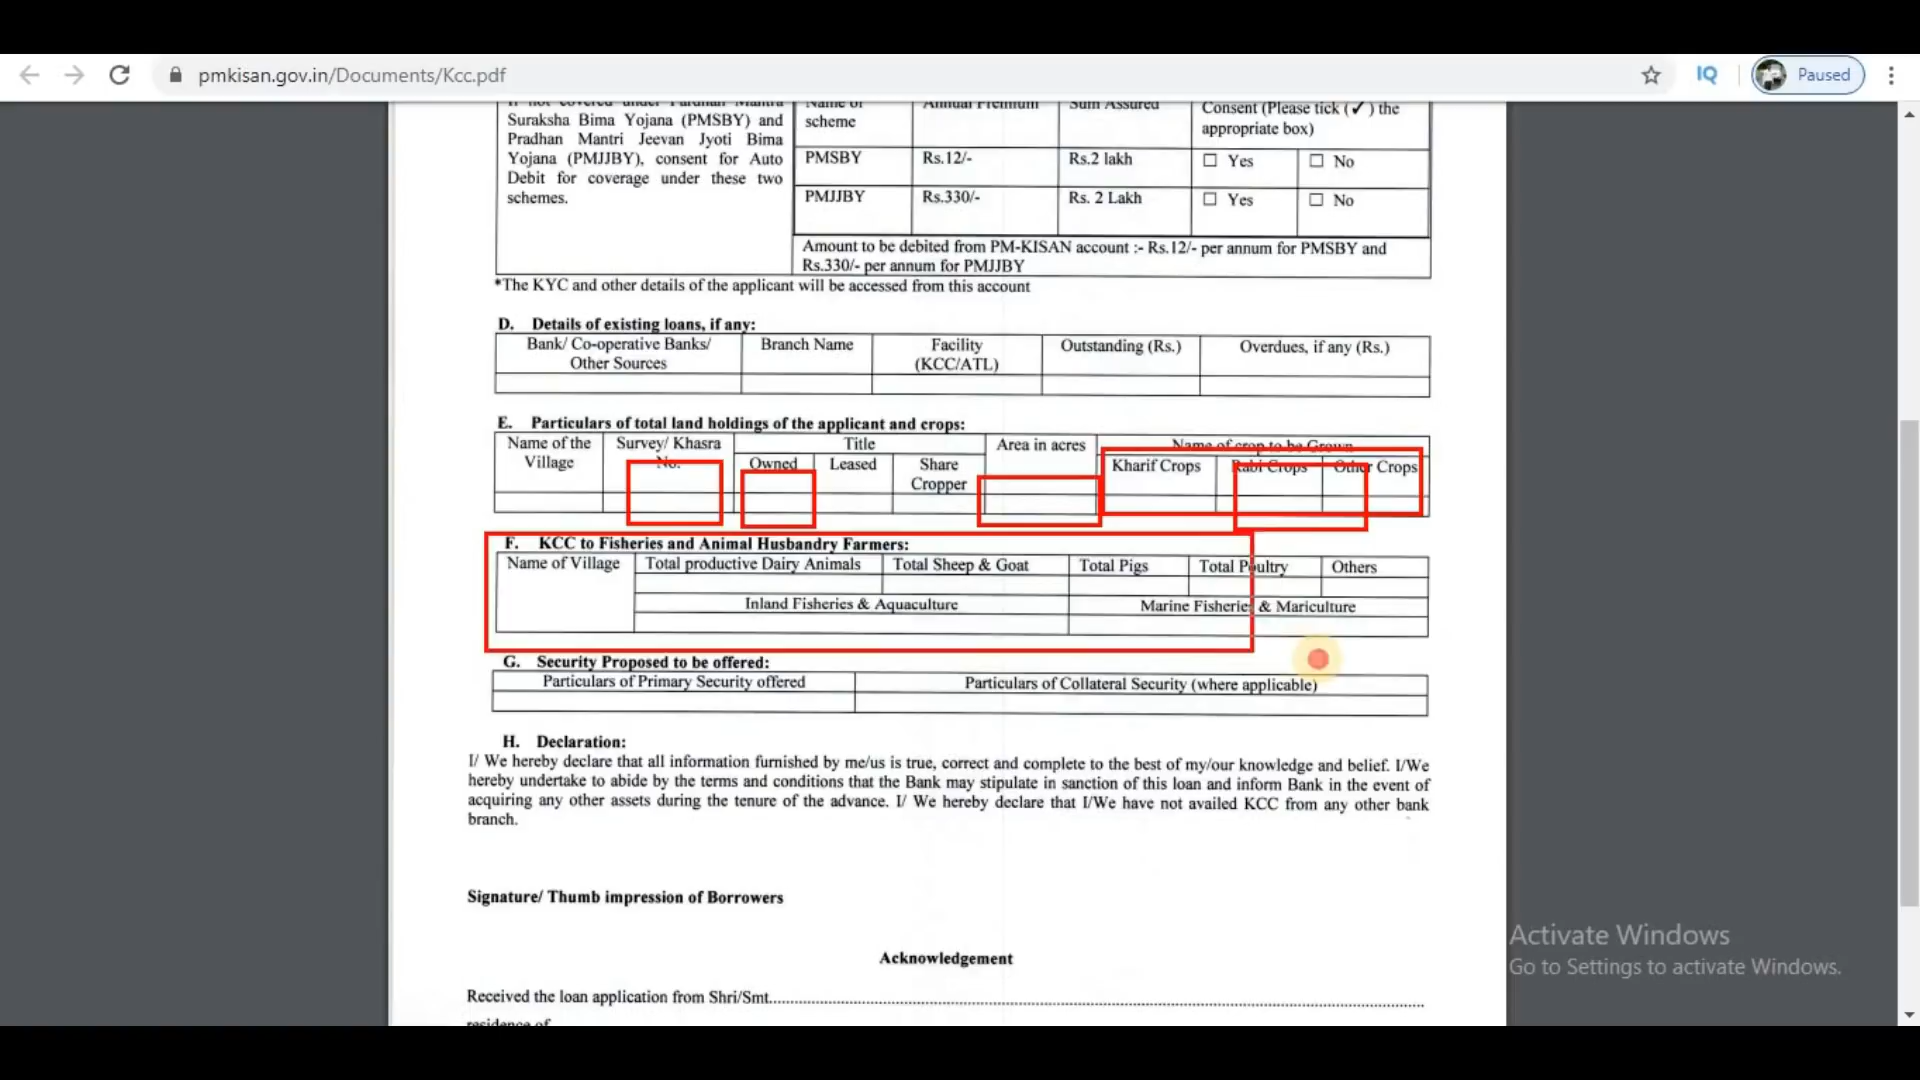 pmkisan.gov.in/Documents/Kcc.pdf
IQ
Paused
If not covered under Pardhan Mantri
Suraksha Bima Yojana (PMSBY) and
Pradhan Mantri Jeevan Jyoti Bima
Yojana (PMJJBY), consent for Auto
Debit for coverage under these two
schemes.
Name of scheme
Annual Premium
Sum Assured
Consent (Please tick (✓) the appropriate box)
PMSBY Rs.12/- Rs.2 lakh ☐ Yes ☐ No
PMJJBY Rs.330/- Rs. 2 Lakh ☐ Yes ☐ No
Amount to be debited from PM-KISAN account :- Rs.12/- per annum for PMSBY and
Rs.330/- per annum for PMJJBY
*The KYC and other details of the applicant will be accessed from this account
D. Details of existing loans, if any:
Bank/ Co-operative Banks/ Other Sources
Branch Name
Facility (KCC/ATL)
Outstanding (Rs.)
Overdues, if any (Rs.)
E. Particulars of total land holdings of the applicant and crops:
Name of the Village
Survey/ Khasra No.
Title
Area in acres
Name of crop to be Grown
Owned
Leased
Share Cropper
Kharif Crops
Rabi Crops
Other Crops
F. KCC to Fisheries and Animal Husbandry Farmers:
Name of Village
Total productive Dairy Animals
Total Sheep & Goat
Total Pigs
Total Poultry
Others
Inland Fisheries & Aquaculture
Marine Fisheries & Mariculture
G. Security Proposed to be offered:
Particulars of Primary Security offered
Particulars of Collateral Security (where applicable)
H. Declaration:
I/ We hereby declare that all information furnished by me/us is true, correct and complete to the best of my/our knowledge and belief. I/We
hereby undertake to abide by the terms and conditions that the Bank may stipulate in sanction of this loan and inform Bank in the event of
acquiring any other assets during the tenure of the advance. I/ We hereby declare that I/We have not availed KCC from any other bank
branch.
Signature/ Thumb impression of Borrowers
Acknowledgement
Received the loan application from Shri/Smt.
residence of
Activate Windows
Go to Settings to activate Windows.